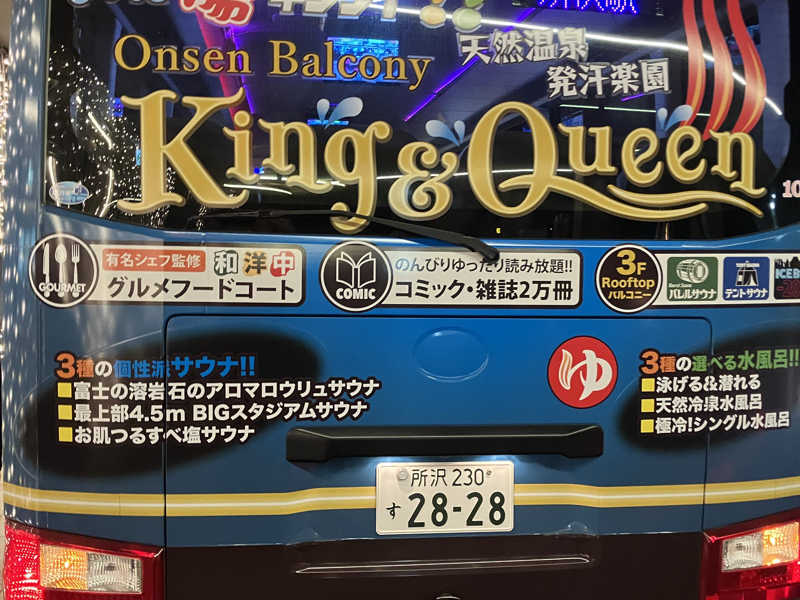 Onsen Balcony
天然温泉
発汗楽園
King & Queen
10
GOURMET
有名シェフ監修 和洋中
グルメフードコート
COMIC
のんびりゆったり読み放題!!
コミック・雑誌2万冊
3F
Rooftop
バルコニー
バレルサウナ
テントサウナ
3種の個性派サウナ!!
富士の溶岩石のアロマロウリュサウナ
最上部4.5m BIGスタジアムサウナ
お肌つるすべ塩サウナ
ゆ
3種の選べる水風呂!!
泳げる&潜れる
天然冷泉水風呂
極冷!シングル水風呂
所沢 230
す 28-28